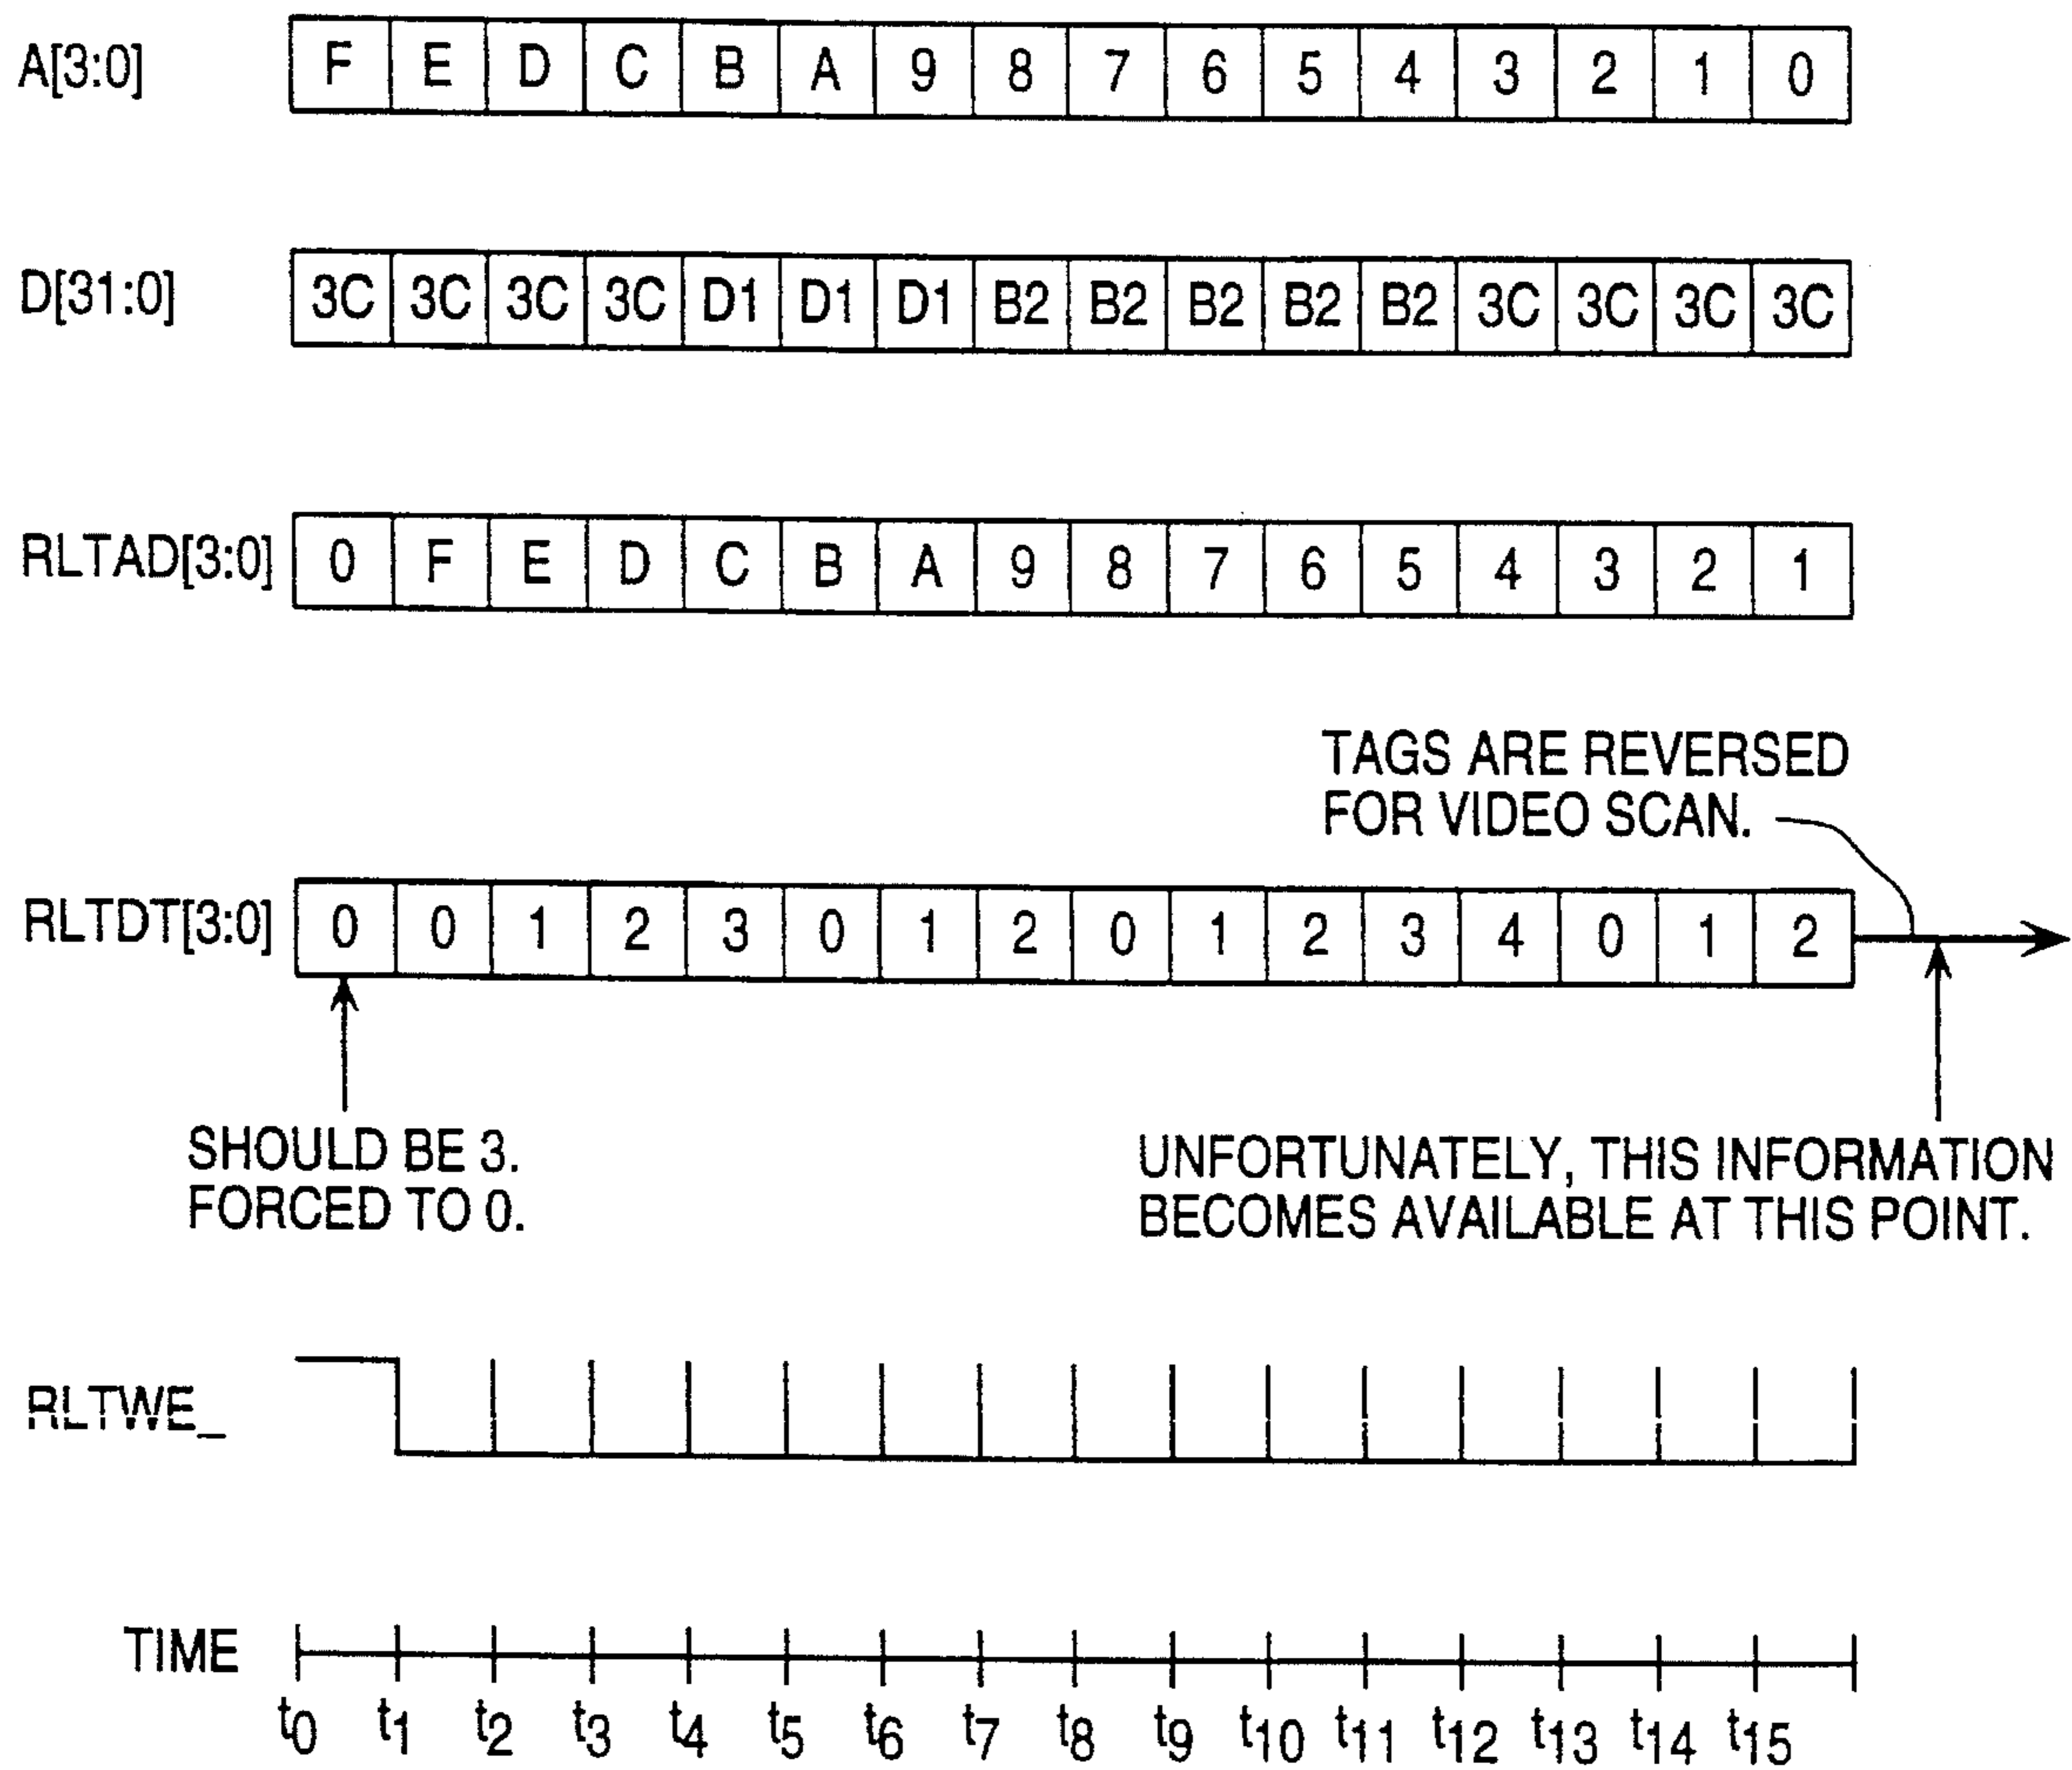 A[3:0] F E D C B A 9 8 7 6 5 4 3 2 1 0
D[31:0] 3C 3C 3C 3C D1 D1 D1 B2 B2 B2 B2 B2 3C 3C 3C 3C
RLTAD[3:0] 0 F E D C B A 9 8 7 6 5 4 3 2 1
TAGS ARE REVERSED
FOR VIDEO SCAN.
RLTDT[3:0] 0 0 1 2 3 0 1 2 0 1 2 3 4 0 1 2
SHOULD BE 3.
FORCED TO 0.
UNFORTUNATELY, THIS INFORMATION
BECOMES AVAILABLE AT THIS POINT.
RLTWE_
TIME
t0 t1 t2 t3 t4 t5 t6 t7 t8 t9 t10 t11 t12 t13 t14 t15